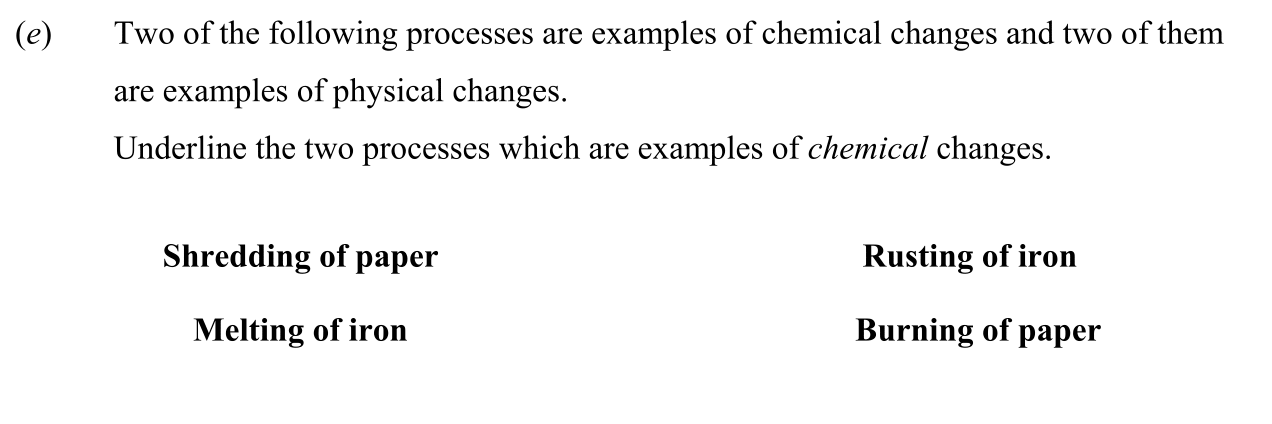 (e) Two of the following processes are examples of chemical changes and two of them
are examples of physical changes.
Underline the two processes which are examples of chemical changes.
Shredding of paper Rusting of iron
Melting of iron Burning of paper